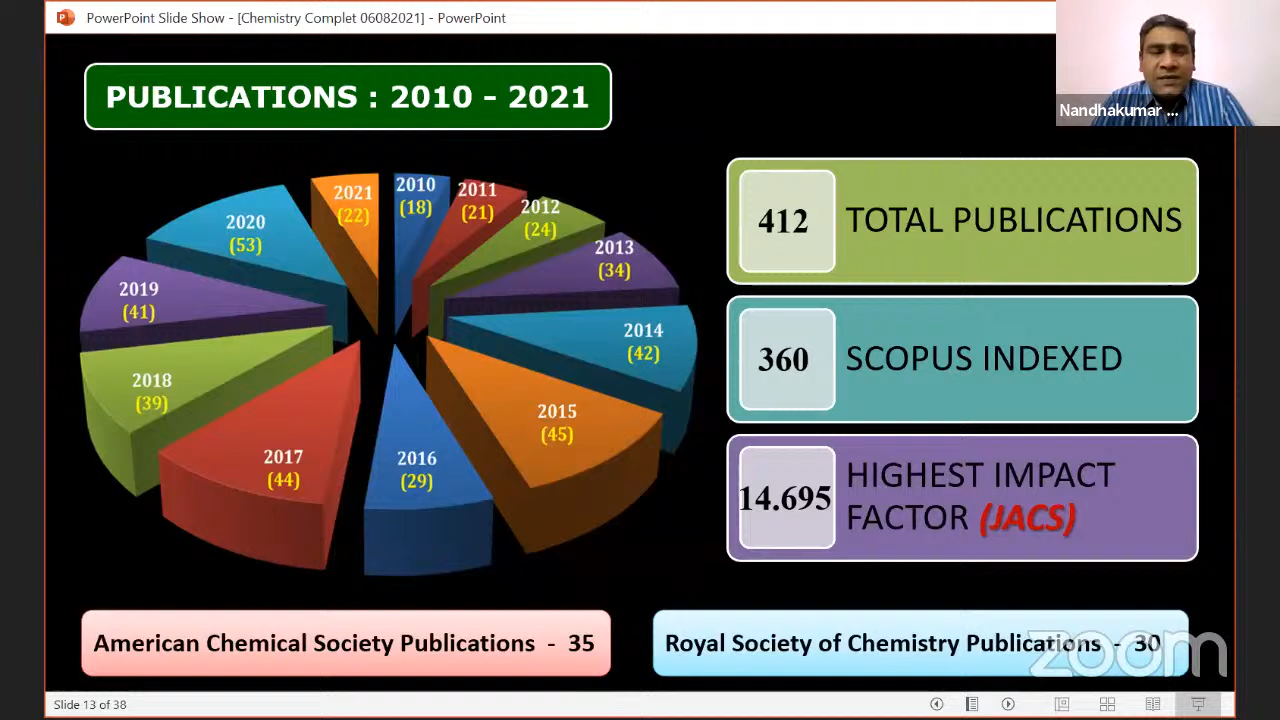 PowerPoint Slide Show - [Chemistry Complet 06082021] - PowerPoint
Nandhakumar ...
PUBLICATIONS : 2010 – 2021
2010
(18)
2011
(21)
2012
(24)
2013
(34)
2014
(42)
2015
(45)
2016
(29)
2017
(44)
2018
(39)
2019
(41)
2020
(53)
2021
(22)
412 TOTAL PUBLICATIONS
360 SCOPUS INDEXED
14.695 HIGHEST IMPACT
FACTOR (JACS)
American Chemical Society Publications - 35
Royal Society of Chemistry Publications - 30
zoom
Slide 13 of 38